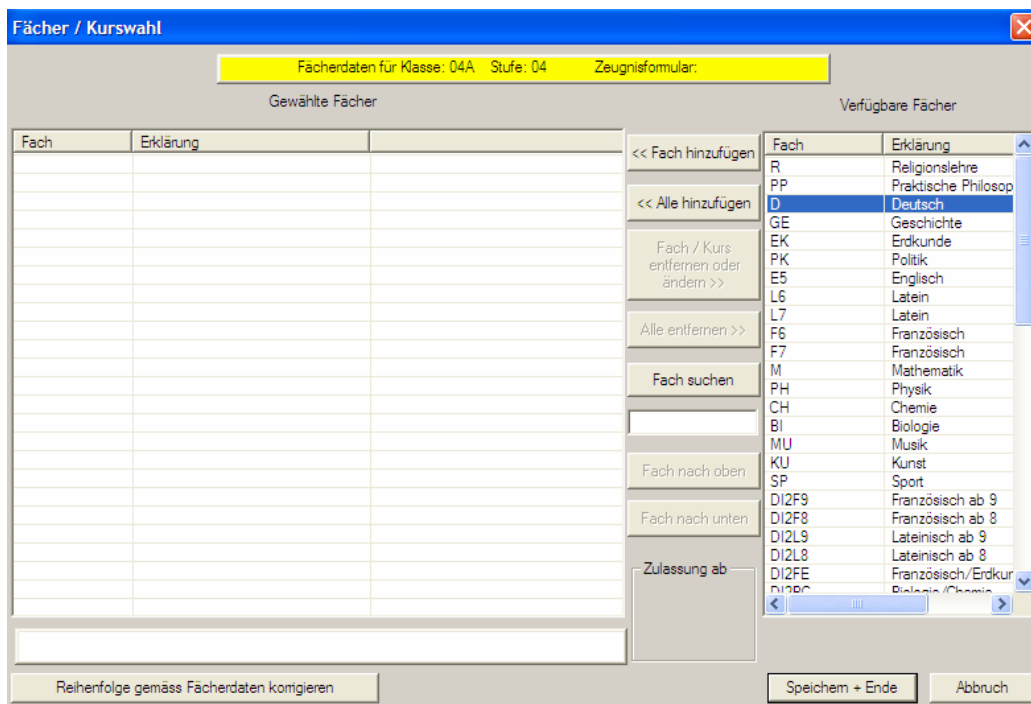 Fächer / Kurswahl
Fächerdaten für Klasse: 04A Stufe: 04 Zeugnisformular:
Gewählte Fächer
Verfügbare Fächer
Fach Erklärung
<< Fach hinzufügen
<< Alle hinzufügen
Fach / Kurs
entfernen oder
ändern >>
Alle entfernen >>
Fach suchen
Fach nach oben
Fach nach unten
Zulassung ab
Fach Erklärung
R Religionslehre
PP Praktische Philosop
D Deutsch
GE Geschichte
EK Erdkunde
PK Politik
E5 Englisch
L6 Latein
L7 Latein
F6 Französisch
F7 Französisch
M Mathematik
PH Physik
CH Chemie
BI Biologie
MU Musik
KU Kunst
SP Sport
DI2F9 Französisch ab 9
DI2F8 Französisch ab 8
DI2L9 Lateinisch ab 9
DI2L8 Lateinisch ab 8
DI2FE Französisch/Erdkur
DI2BC Biologie/Chemie
Reihenfolge gemäss Fächerdaten korrigieren
Speichern + Ende
Abbruch